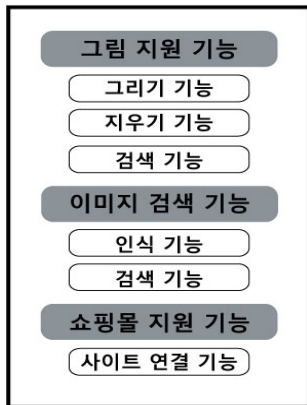 그림 지원 기능
그리기 기능
지우기 기능
검색 기능
이미지 검색 기능
인식 기능
검색 기능
쇼핑몰 지원 기능
사이트 연결 기능